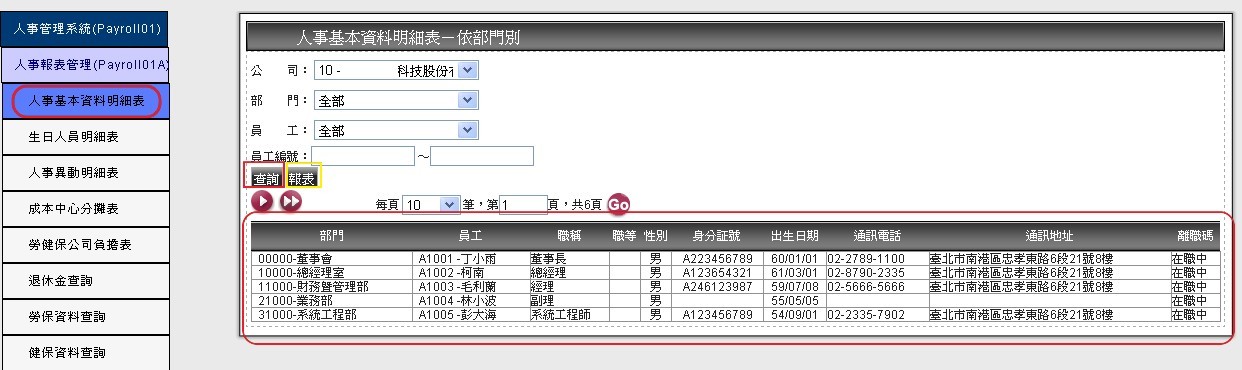 人事管理系統(Payroll01)
人事報表管理(Payroll01A)
人事基本資料明細表
生日人員明細表
人事異動明細表
成本中心分攤表
勞健保公司負擔表
退休金查詢
勞保資料查詢
健保資料查詢
人事基本資料明細表－依部門別
公 司： 10 - 科技股份
部 門： 全部
員 工： 全部
員工編號： ～
查詢 報表
每頁 10 筆，第 1 頁，共6頁 Go
部門 員工 職稱 職等 性別 身分証號 出生日期 通訊電話 通訊地址 離職碼
00000-董事會 A1001 -丁小雨 董事長 男 A223456789 60/01/01 02-2789-1100 臺北市南港區忠孝東路6段21號8樓 在職中
10000-總經理室 A1002 -柯南 總經理 男 A123654321 61/03/01 02-8790-2335 臺北市南港區忠孝東路6段21號8樓 在職中
11000-財務暨管理部 A1003 -毛利蘭 經理 男 A246123987 59/07/08 02-5666-5666 臺北市南港區忠孝東路6段21號8樓 在職中
21000-業務部 A1004 -林小波 副理 男 55/05/05 在職中
31000-系統工程部 A1005 -彭大海 系統工程師 男 A123456789 54/09/01 02-2335-7902 臺北市南港區忠孝東路6段21號8樓 在職中